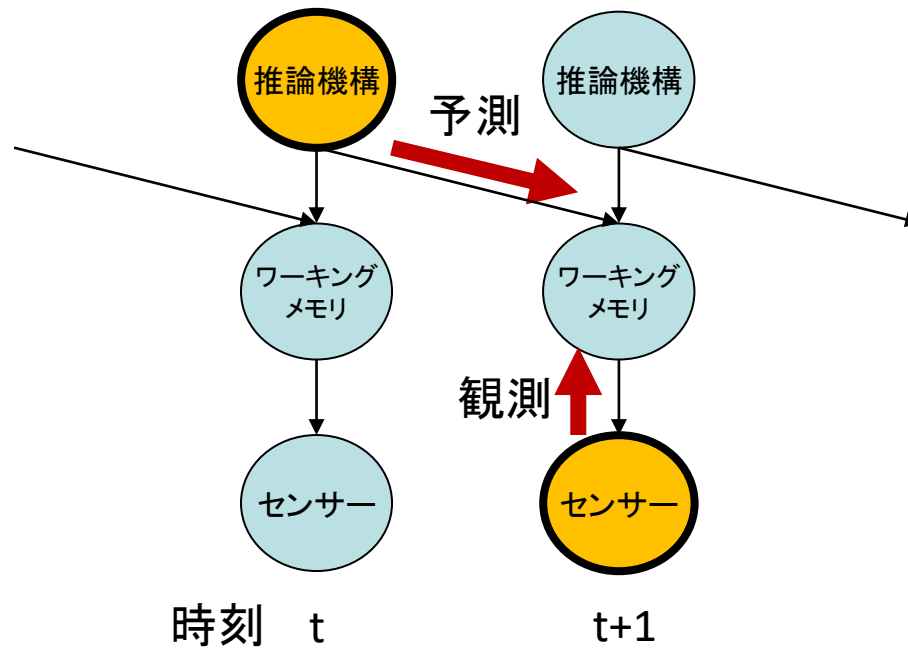 推論機構
推論機構
予測
ワーキング
メモリ
ワーキング
メモリ
観測
センサー
センサー
時刻 t
t+1